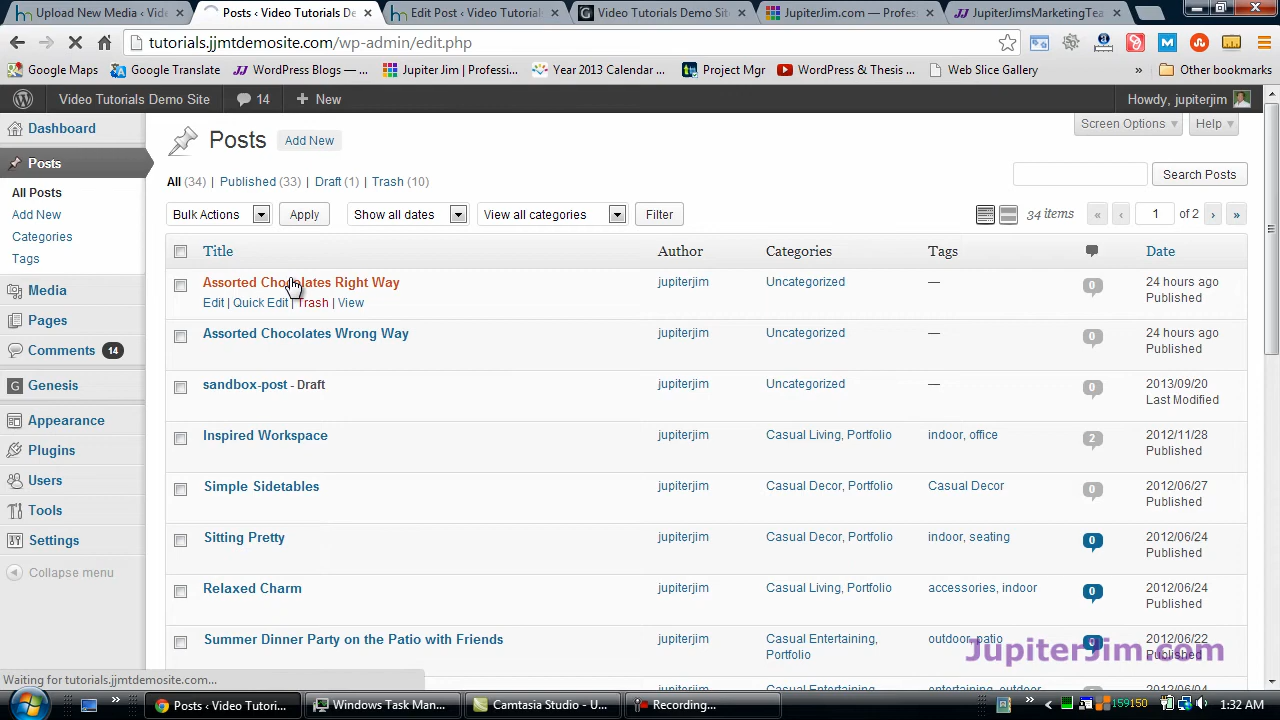 Upload New Media ‹ Vide
Posts ‹ Video Tutorials De
Edit Post ‹ Video Tutorial
Video Tutorials Demo Site
JupiterJim.com — Profess
JupiterJimsMarketingTea
tutorials.jjmtdemosite.com/wp-admin/edit.php
Google Maps Google Translate WordPress Blogs — ... Jupiter Jim | Professi... Year 2013 Calendar ... Project Mgr WordPress & Thesis ... Web Slice Gallery » Other bookmarks
Video Tutorials Demo Site 14 + New Howdy, jupiterjim
Dashboard
Posts
All Posts
Add New
Categories
Tags
Media
Pages
Comments 14
Genesis
Appearance
Plugins
Users
Tools
Settings
Collapse menu
Screen Options Help
Posts Add New
All (34) | Published (33) | Draft (1) | Trash (10)
Search Posts
Bulk Actions Apply Show all dates View all categories Filter 34 items « ‹ 1 of 2 › »
Title Author Categories Tags Date
Assorted Chocolates Right Way jupiterjim Uncategorized — 0 24 hours ago
Edit | Quick Edit | Trash | View Published
Assorted Chocolates Wrong Way jupiterjim Uncategorized — 0 24 hours ago
Published
sandbox-post - Draft jupiterjim Uncategorized — 0 2013/09/20
Last Modified
Inspired Workspace jupiterjim Casual Living, Portfolio indoor, office 2 2012/11/28
Published
Simple Sidetables jupiterjim Casual Decor, Portfolio Casual Decor 0 2012/06/27
Published
Sitting Pretty jupiterjim Casual Decor, Portfolio indoor, seating 0 2012/06/24
Published
Relaxed Charm jupiterjim Casual Living, Portfolio accessories, indoor 0 2012/06/24
Published
Summer Dinner Party on the Patio with Friends jupiterjim Casual Entertaining, outdoor, patio 0 2012/06/22
Portfolio Published
JupiterJim.com
Waiting for tutorials.jjmtdemosite.com...
jupiterjim
Posts ‹ Video Tutori... Windows Task Man... Camtasia Studio - U... Recording... 159150 1:32 AM